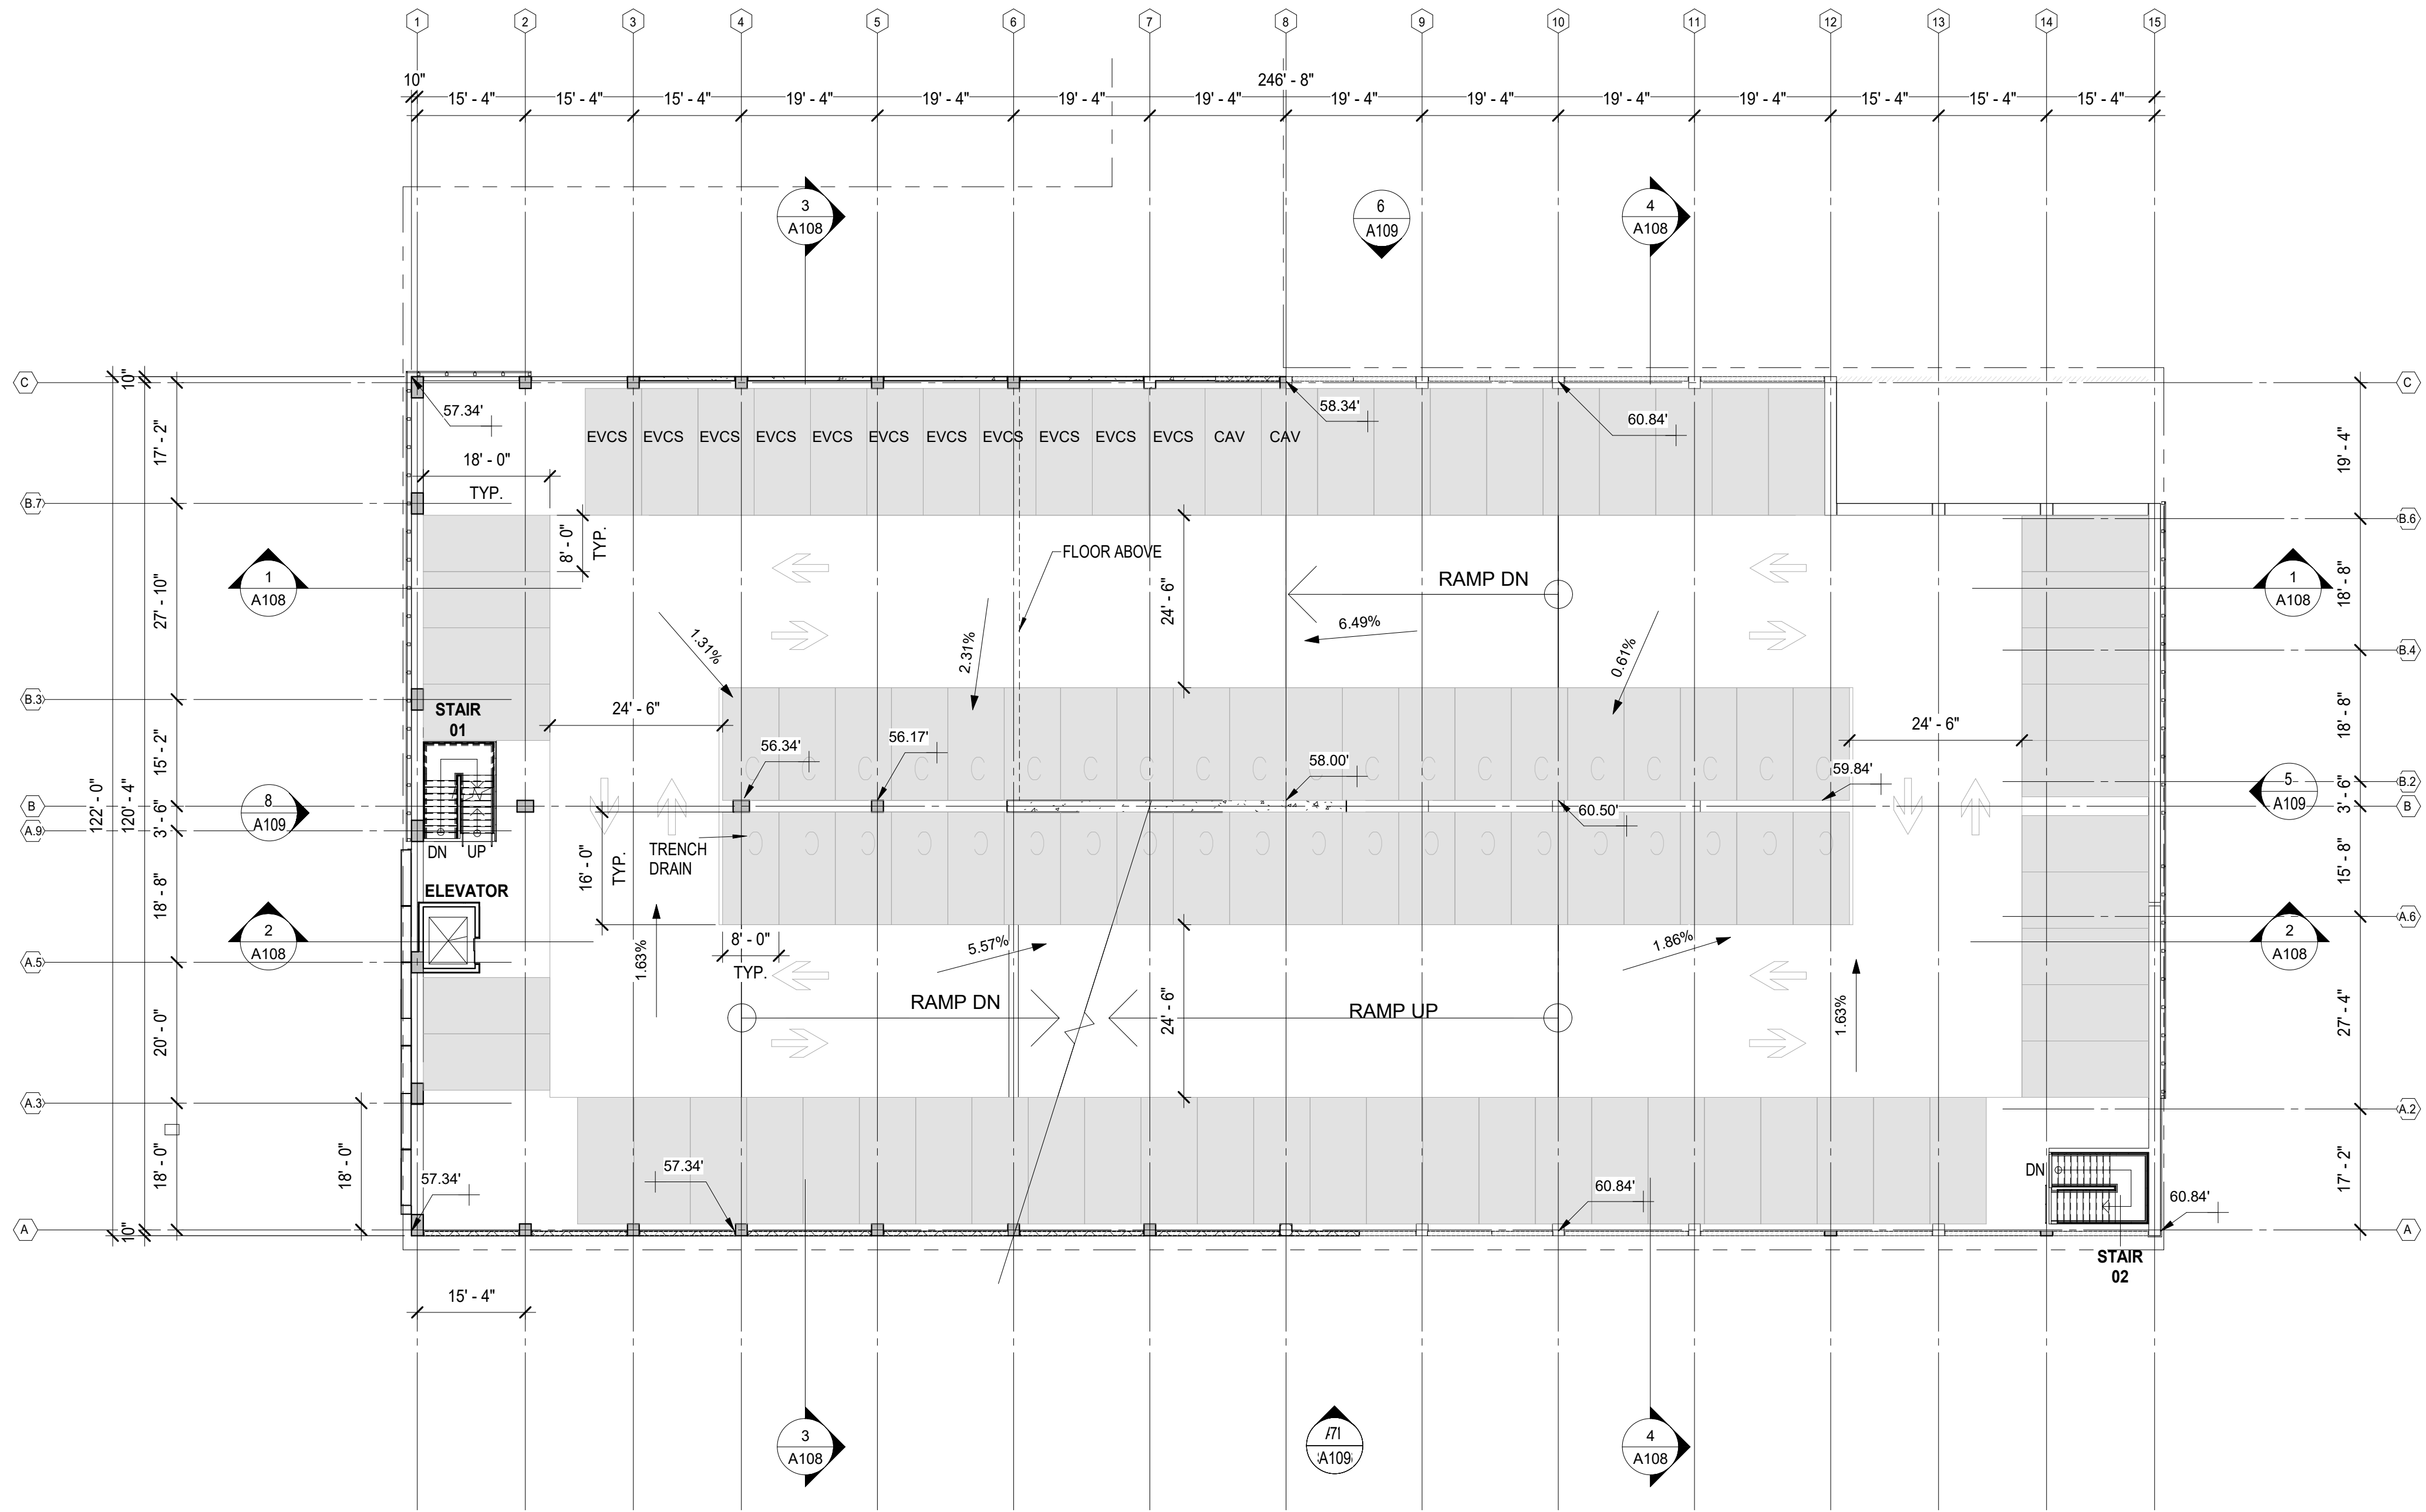 1 2 3 4 5 6 7 8 9 10 11 12 13 14 15
10" 246' - 8"
15' - 4" 15' - 4" 15' - 4" 19' - 4" 19' - 4" 19' - 4" 19' - 4" 19' - 4" 19' - 4" 19' - 4" 19' - 4" 15' - 4" 15' - 4" 15' - 4"
3
A108
6
A109
4
A108
C
10"
C
57.34'
58.34'
60.84'
EVCS EVCS EVCS EVCS EVCS EVCS EVCS EVCS EVCS EVCS EVCS CAV CAV
17' - 2"
19' - 4"
18' - 0"
TYP.
B.7
B.6
8' - 0"
TYP.
FLOOR ABOVE
1
A108
27' - 10"
24' - 6"
RAMP DN
1
A108
18' - 8"
1.31%
2.31%
6.49%
0.61%
B.4
B.3
STAIR
01
24' - 6"
24' - 6"
15' - 2"
18' - 8"
56.34'
56.17'
58.00'
59.84'
B.2
122' - 0"
120' - 4"
B
3' - 6"
8
A109
5
A109
3' - 6"
B
60.50'
A.9
DN UP
TRENCH
DRAIN
16' - 0"
TYP.
15' - 8"
ELEVATOR
18' - 8"
2
A108
A.6
2
A108
8' - 0"
TYP.
1.63%
5.57%
1.86%
A.5
RAMP DN
RAMP UP
24' - 6"
1.63%
20' - 0"
27' - 4"
A.3
A.2
18' - 0"
18' - 0"
57.34'
57.34'
60.84'
DN
60.84'
17' - 2"
A
10"
A
STAIR
02
15' - 4"
3
A108
A109
4
A108